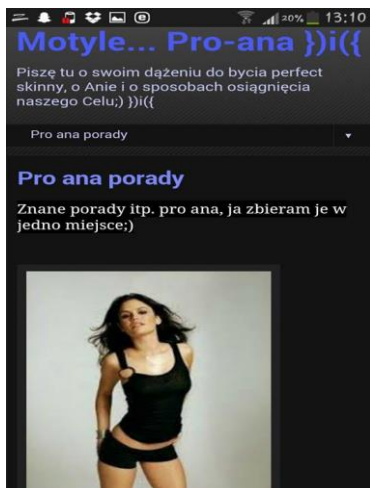 20% 13:10
Motyle... Pro-ana })i({
Piszę tu o swoim dążeniu do bycia perfect
skinny, o Anie i o sposobach osiągnięcia
naszego Celu;) })i({
Pro ana porady
Pro ana porady
Znane porady itp. pro ana, ja zbieram je w
jedno miejsce;)